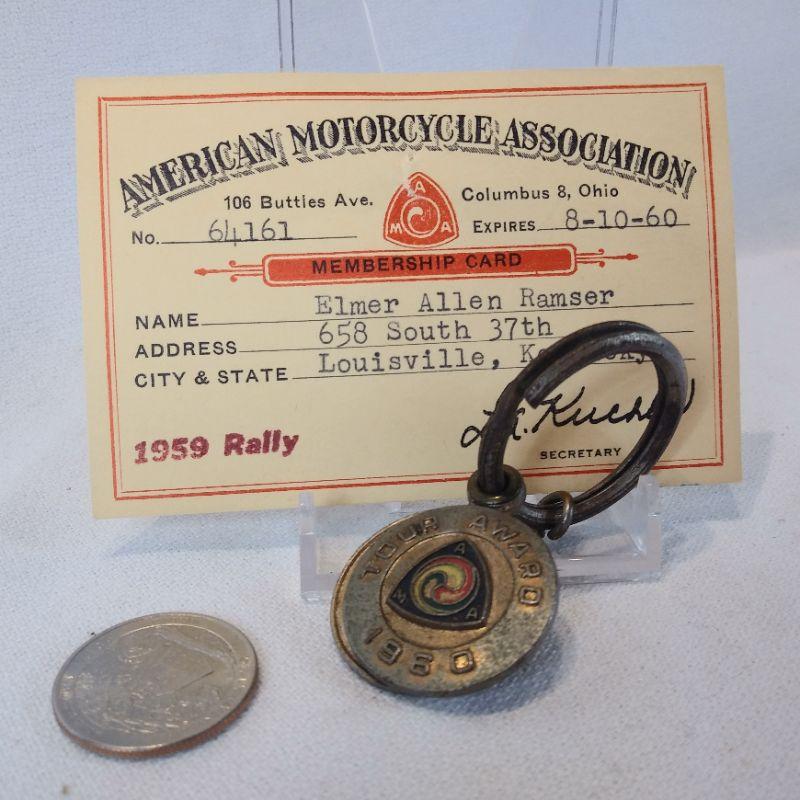 AMERICAN MOTORCYCLE ASSOCIATION
106 Butties Ave. Columbus 8, Ohio
A M A
No. 64161 EXPIRES 8-10-60
MEMBERSHIP CARD
NAME Elmer Allen Ramser
ADDRESS 658 South 37th
CITY & STATE Louisville,
1959 Rally
SECRETARY
TOUR AWARD
A M A
1960